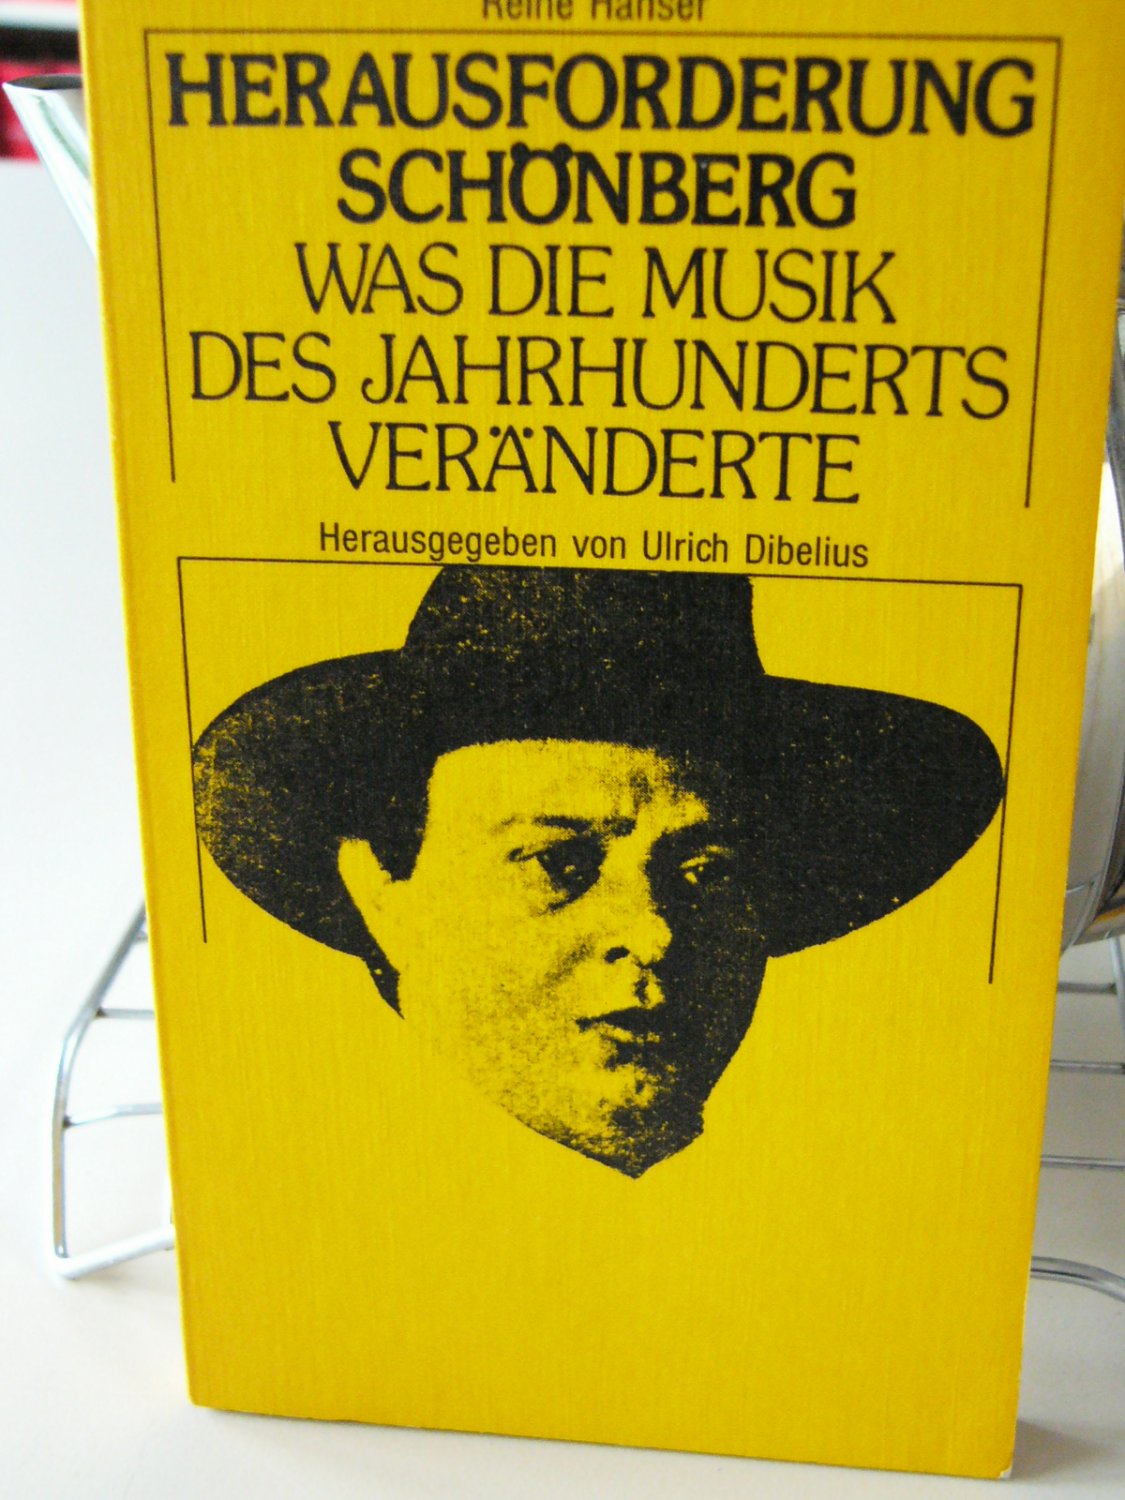 Reihe Hanser
HERAUSFORDERUNG
SCHÖNBERG
WAS DIE MUSIK
DES JAHRHUNDERTS
VERÄNDERTE
Herausgegeben von Ulrich Dibelius